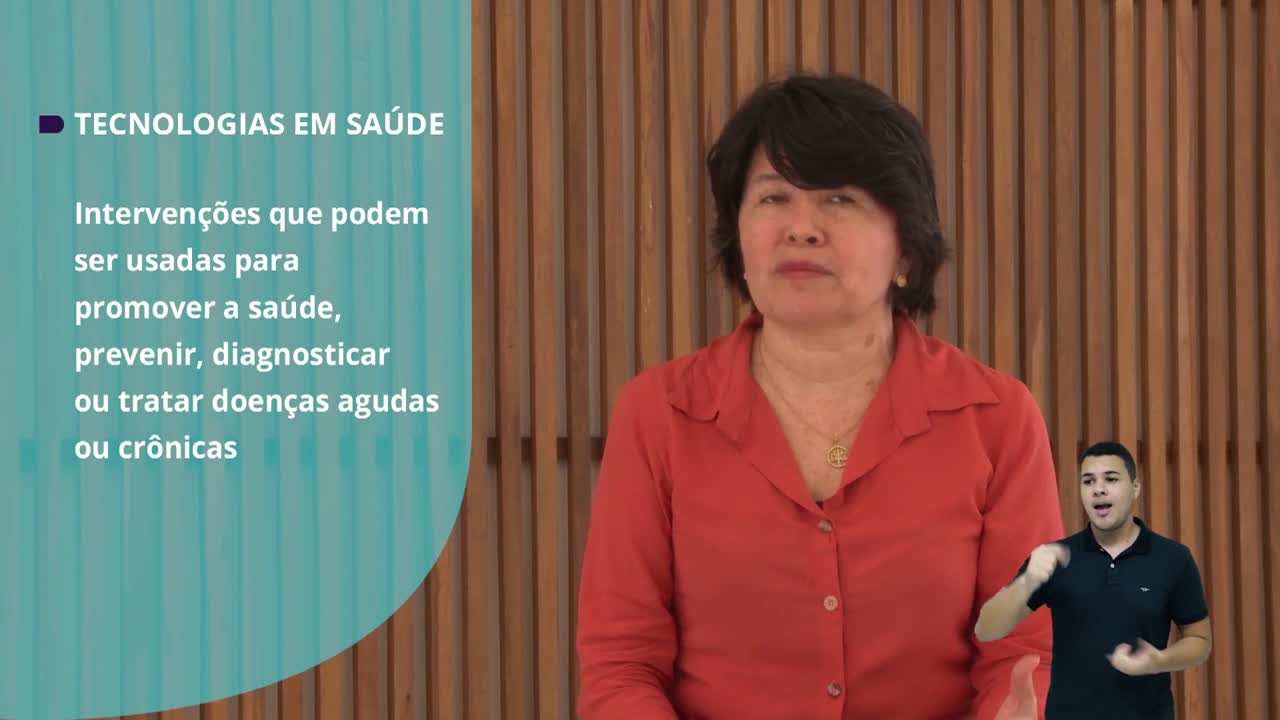 TECNOLOGIAS EM SAÚDE
Intervenções que podem
ser usadas para
promover a saúde,
prevenir, diagnosticar
ou tratar doenças agudas
ou crônicas